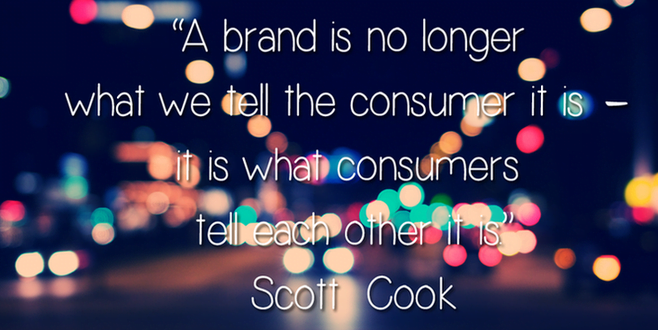 “A brand is no longer
what we tell the consumer it is –
it is what consumers
tell each other it is.”
Scott Cook